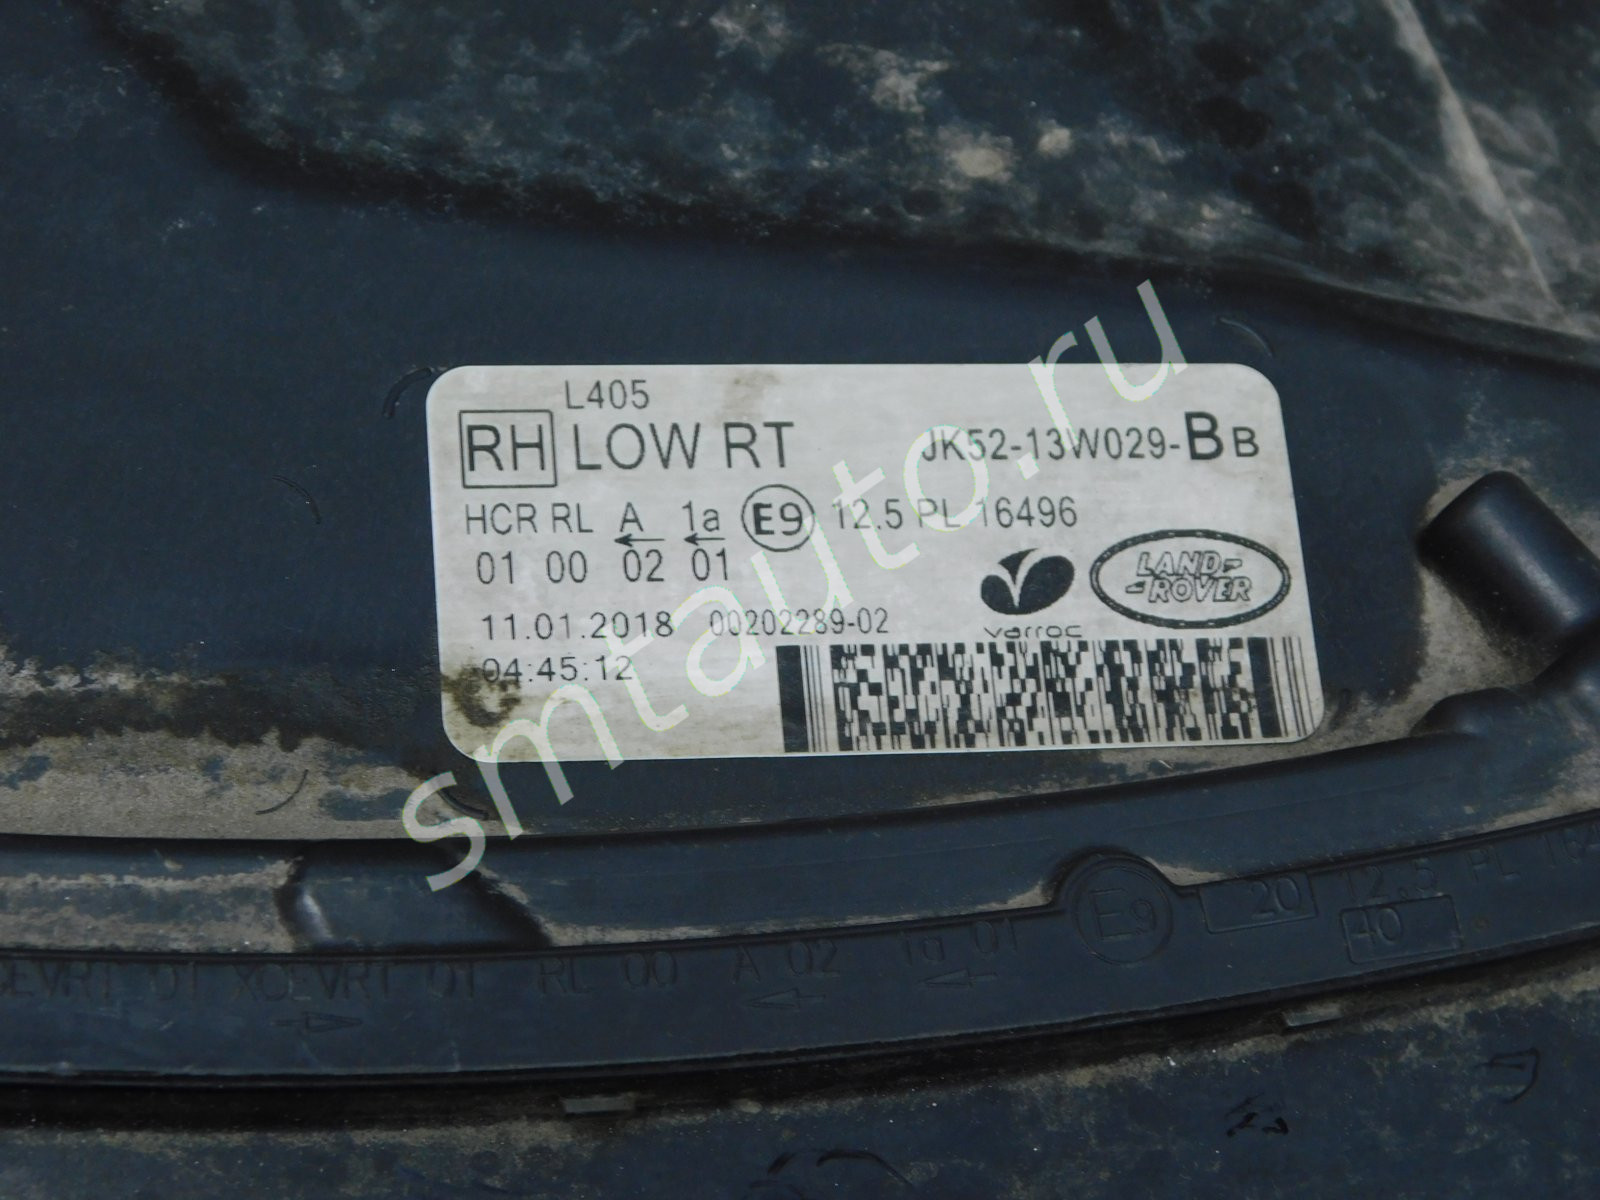 L405
RH LOW RT JK52-13W029-BB
HCR RL A 1a E9 12.5 PL 16496
01 00 02 01
LAND-
-ROVER
varroc
11.01.2018 00202289-02
04:45:12
smtauto.ru
01 RL 00 A 02 1a 01 E9 20 12.5 PL
40